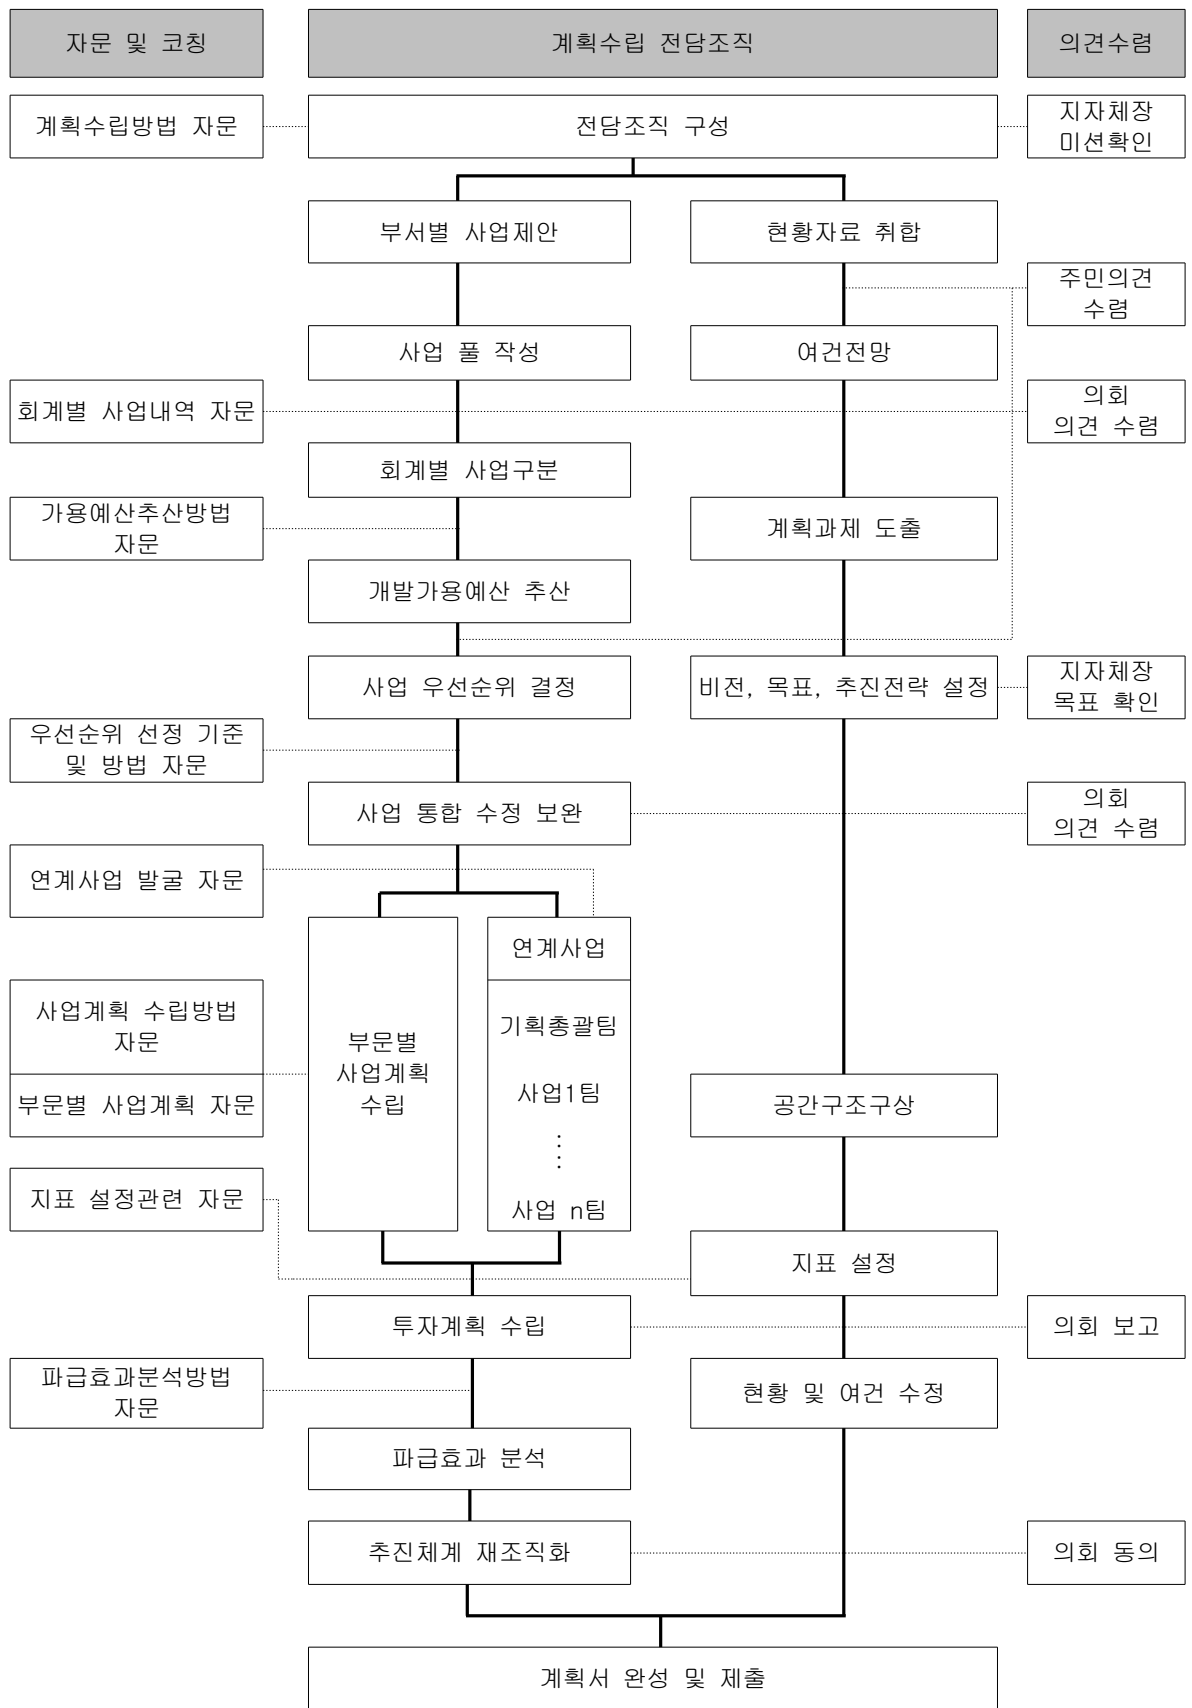 자문 및 코칭
계획수립 전담조직
의견수렴
계획수립방법 자문
전담조직 구성
지자체장
미션확인
부서별 사업제안
현황자료 취합
주민의견
수렴
사업 풀 작성
여건전망
회계별 사업내역 자문
의회
의견 수렴
회계별 사업구분
가용예산추산방법
자문
계획과제 도출
개발가용예산 추산
사업 우선순위 결정
비전, 목표, 추진전략 설정
지자체장
목표 확인
우선순위 선정 기준
및 방법 자문
사업 통합 수정 보완
의회
의견 수렴
연계사업 발굴 자문
연계사업
사업계획 수립방법
자문
기획총괄팀
부문별
사업계획
수립
부문별 사업계획 자문
사업1팀
⋮
공간구조구상
지표 설정관련 자문
사업 n팀
지표 설정
투자계획 수립
의회 보고
파급효과분석방법
자문
현황 및 여건 수정
파급효과 분석
추진체계 재조직화
의회 동의
계획서 완성 및 제출